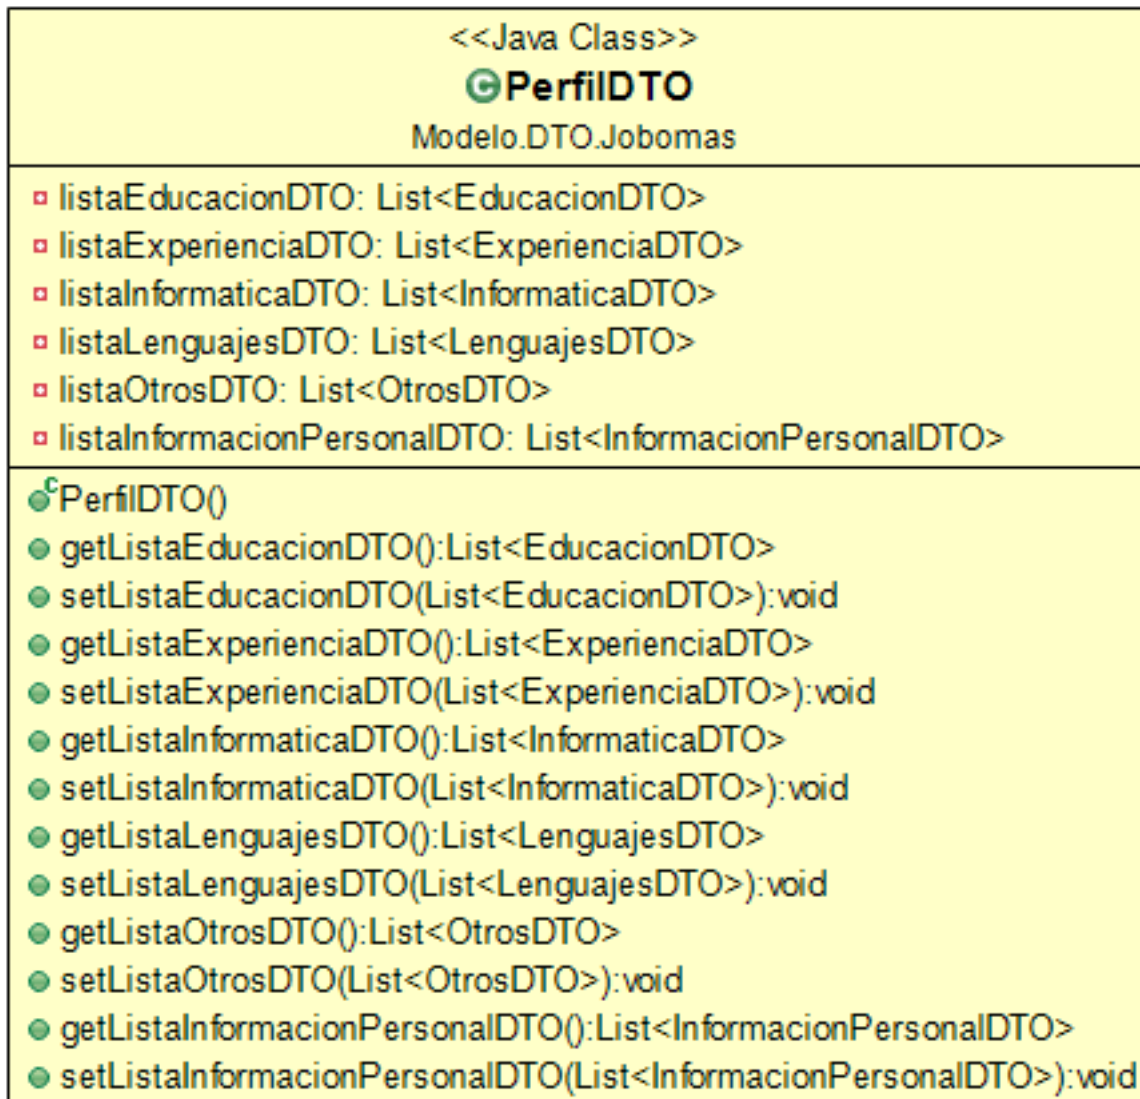 <<Java Class>>
PerfilDTO
Modelo.DTO.Jobomas
listaEducacionDTO: List<EducacionDTO>
listaExperienciaDTO: List<ExperienciaDTO>
listaInformaticaDTO: List<InformaticaDTO>
listaLenguajesDTO: List<LenguajesDTO>
listaOtrosDTO: List<OtrosDTO>
listaInformacionPersonalDTO: List<InformacionPersonalDTO>
PerfilDTO()
getListaEducacionDTO():List<EducacionDTO>
setListaEducacionDTO(List<EducacionDTO>):void
getListaExperienciaDTO():List<ExperienciaDTO>
setListaExperienciaDTO(List<ExperienciaDTO>):void
getListaInformaticaDTO():List<InformaticaDTO>
setListaInformaticaDTO(List<InformaticaDTO>):void
getListaLenguajesDTO():List<LenguajesDTO>
setListaLenguajesDTO(List<LenguajesDTO>):void
getListaOtrosDTO():List<OtrosDTO>
setListaOtrosDTO(List<OtrosDTO>):void
getListaInformacionPersonalDTO():List<InformacionPersonalDTO>
setListaInformacionPersonalDTO(List<InformacionPersonalDTO>):void